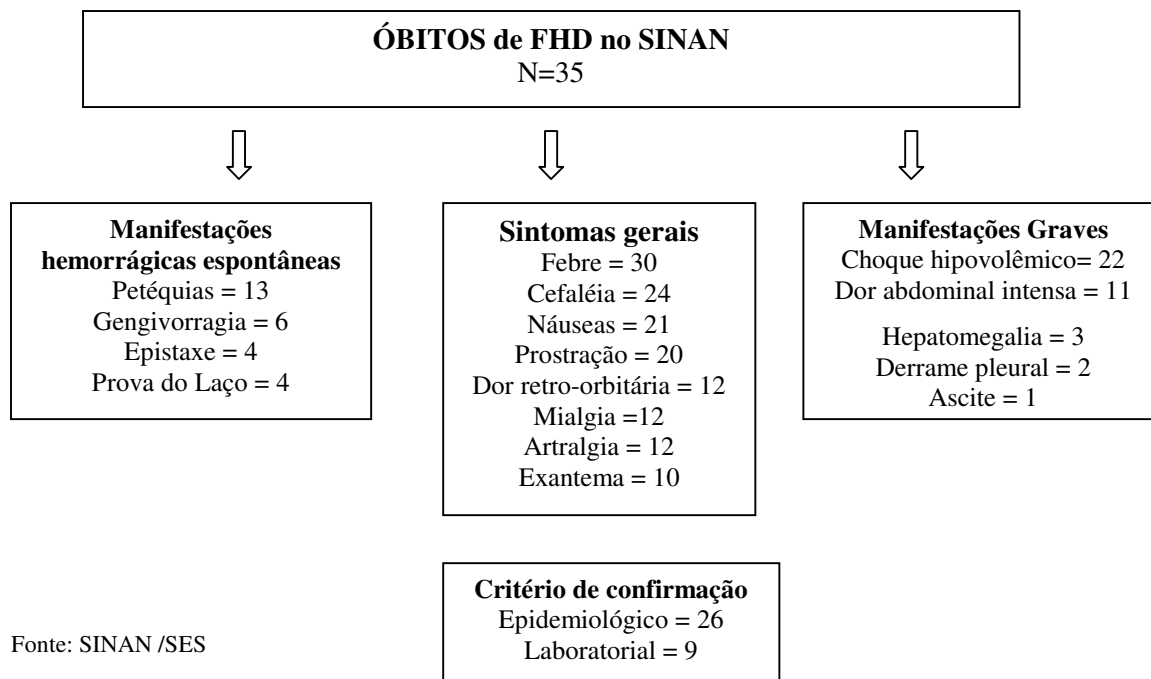 ÓBITOS de FHD no SINAN
N=35
Manifestações
hemorrágicas espontâneas
Petéquias = 13
Gengivorragia = 6
Epistaxe = 4
Prova do Laço = 4
Sintomas gerais
Febre = 30
Cefaléia = 24
Náuseas = 21
Prostração = 20
Dor retro-orbitária = 12
Mialgia =12
Artralgia = 12
Exantema = 10
Manifestações Graves
Choque hipovolêmico= 22
Dor abdominal intensa = 11
Hepatomegalia = 3
Derrame pleural = 2
Ascite = 1
Critério de confirmação
Epidemiológico = 26
Laboratorial = 9
Fonte: SINAN /SES